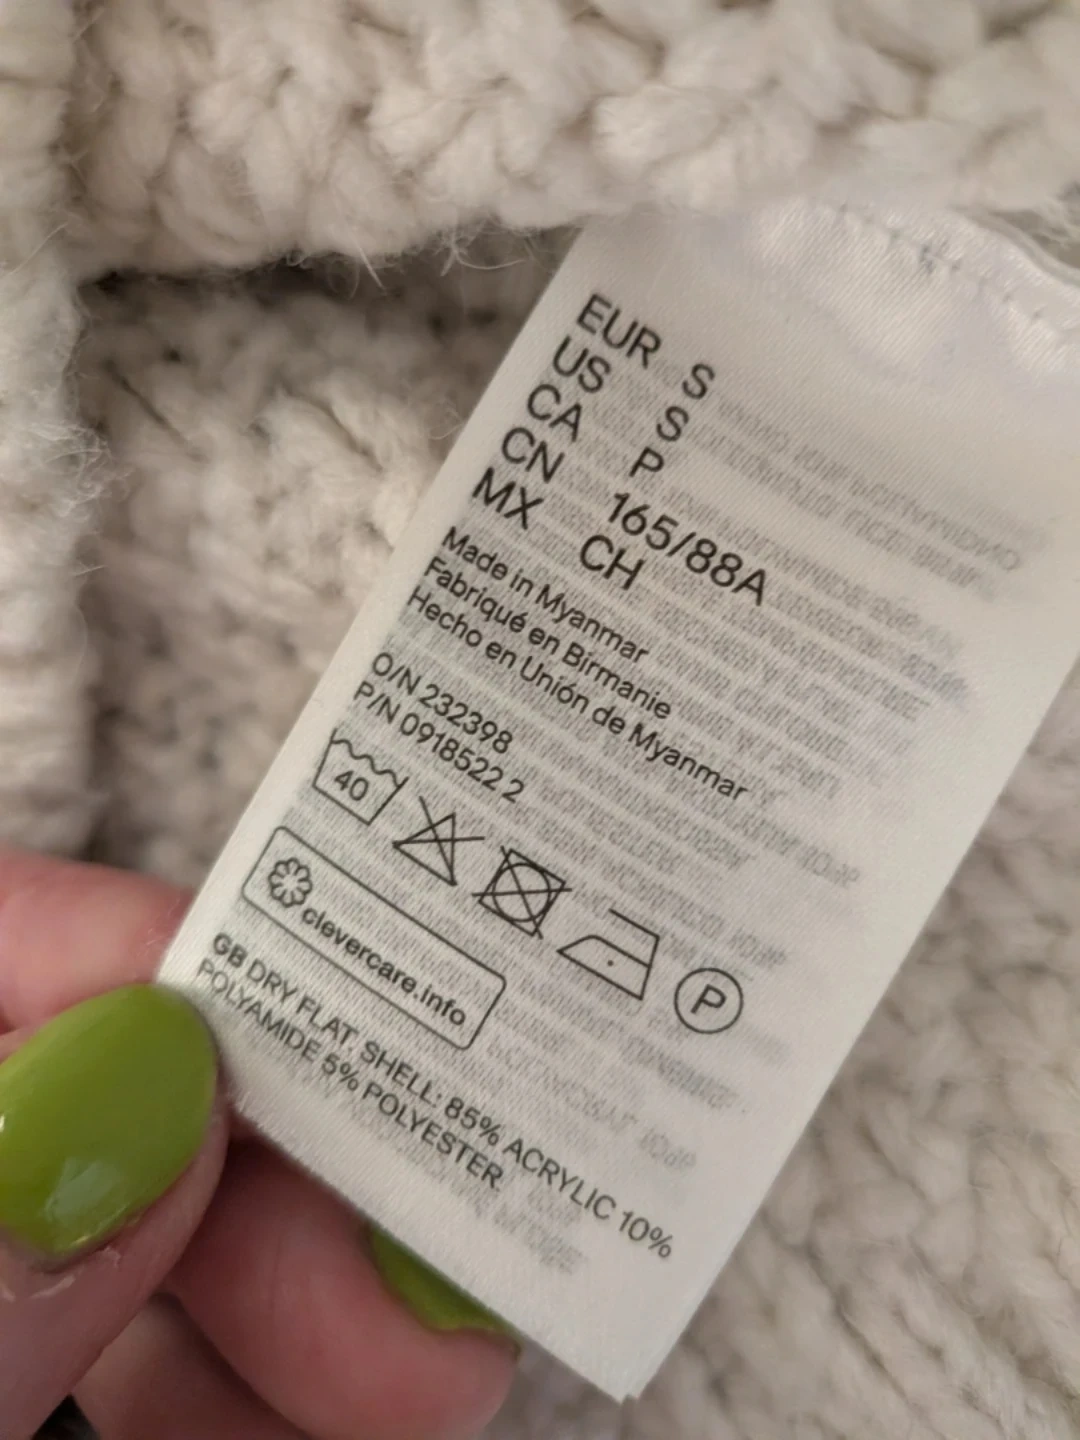 EUR S
US S
CA P
CN 165/88A
MX CH
Made in Myanmar
Fabriqué en Birmanie
Hecho en Unión de Myanmar
O/N 232398
P/N 0918522 2
40
P
clevercare.info
GB DRY FLAT. SHELL: 85% ACRYLIC 10%
POLYAMIDE 5% POLYESTER.